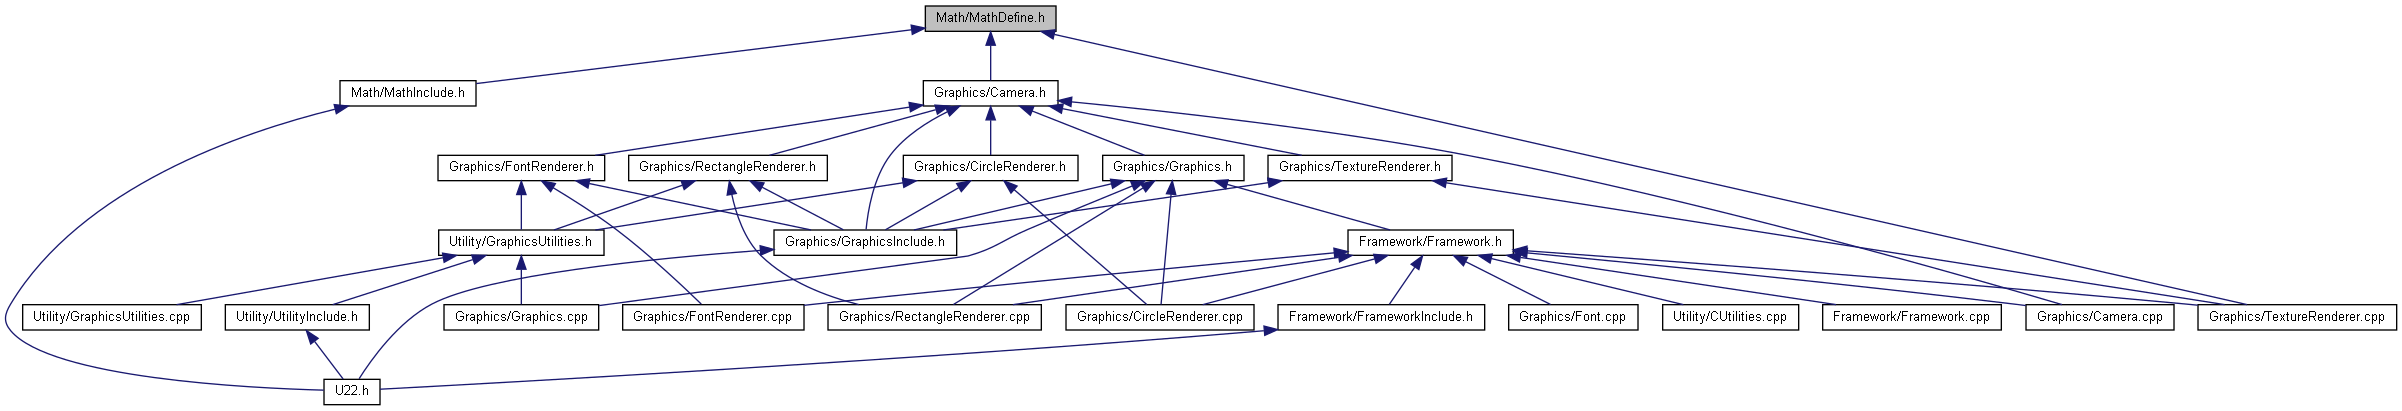 Math/MathDefine.h
Math/MathInclude.h
Graphics/Camera.h
Graphics/FontRenderer.h
Graphics/RectangleRenderer.h
Graphics/CircleRenderer.h
Graphics/Graphics.h
Graphics/TextureRenderer.h
Utility/GraphicsUtilities.h
Graphics/GraphicsInclude.h
Framework/Framework.h
Utility/GraphicsUtilities.cpp
Utility/UtilityInclude.h
Graphics/Graphics.cpp
Graphics/FontRenderer.cpp
Graphics/RectangleRenderer.cpp
Graphics/CircleRenderer.cpp
Framework/FrameworkInclude.h
Graphics/Font.cpp
Utility/CUtilities.cpp
Framework/Framework.cpp
Graphics/Camera.cpp
Graphics/TextureRenderer.cpp
U22.h